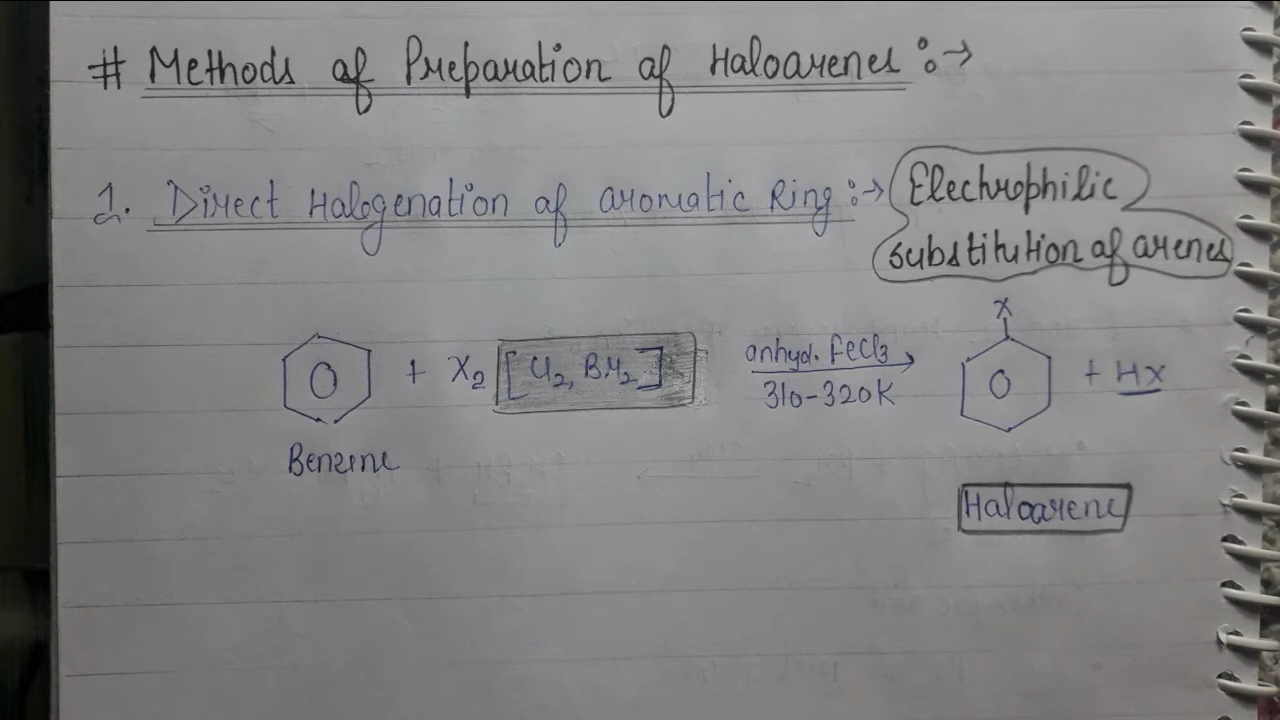 # Methods of Preparation of Haloarenes :→
1. Direct Halogenation of aromatic Ring :→ Electrophilic
substitution of arenes
X
+ X2 [Cl2, Br2] anhyd. FeCl3 + HX
310-320K
Benzene
Haloarene